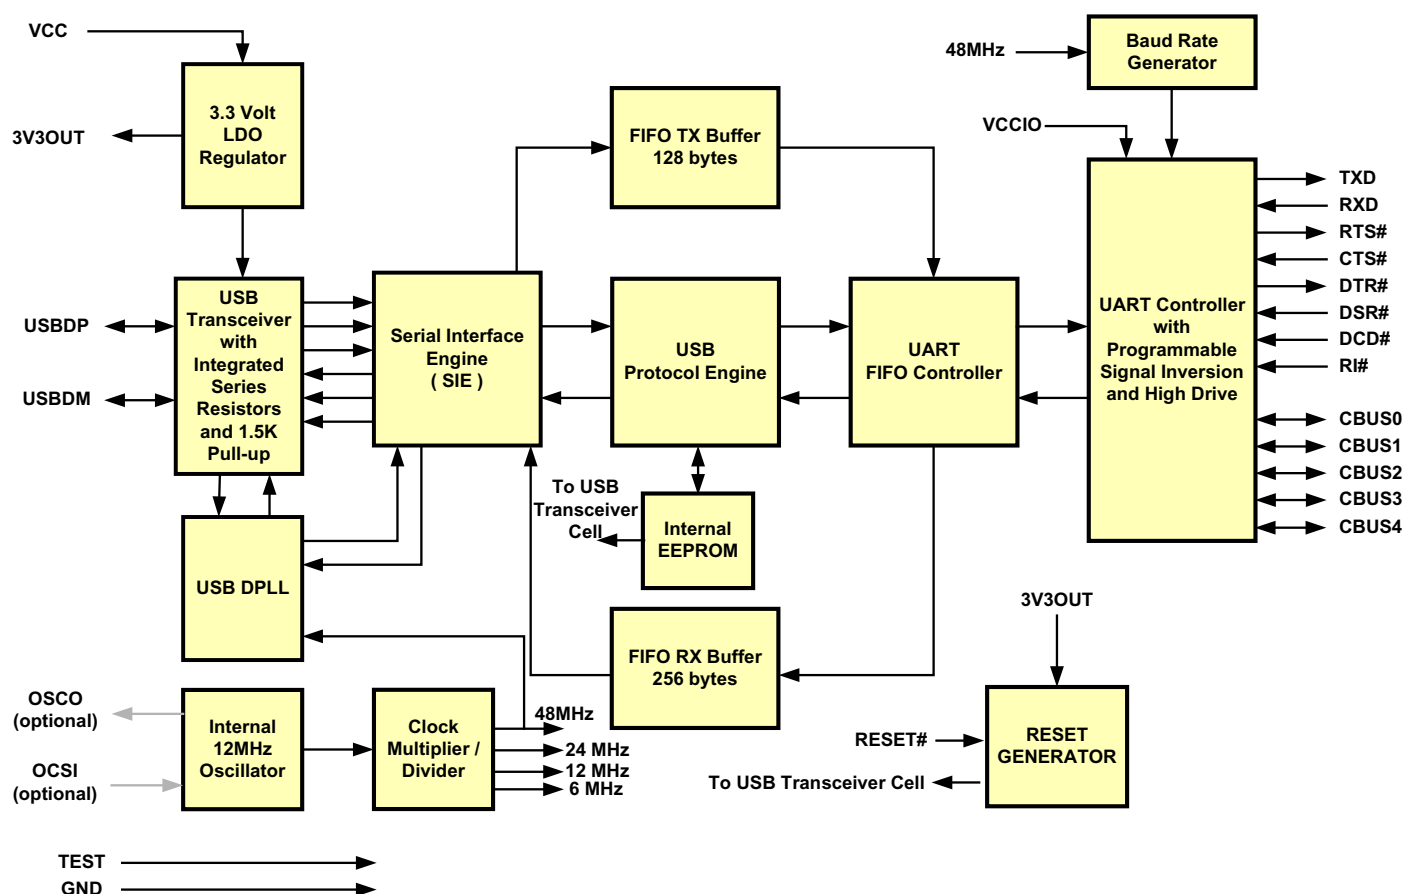 VCC
3V3OUT
3.3 Volt
LDO
Regulator
FIFO TX Buffer
128 bytes
48MHz
Baud Rate
Generator
VCCIO
USBDP
USBDM
USB
Transceiver
with
Integrated
Series
Resistors
and 1.5K
Pull-up
Serial Interface
Engine
( SIE )
USB
Protocol Engine
UART
FIFO Controller
UART Controller
with
Programmable
Signal Inversion
and High Drive
TXD
RXD
RTS#
CTS#
DTR#
DSR#
DCD#
RI#
CBUS0
CBUS1
CBUS2
CBUS3
CBUS4
To USB
Transceiver
Cell
Internal
EEPROM
USB DPLL
FIFO RX Buffer
256 bytes
3V3OUT
OSCO
(optional)
OCSI
(optional)
Internal
12MHz
Oscillator
Clock
Multiplier /
Divider
48MHz
24 MHz
12 MHz
6 MHz
RESET#
To USB Transceiver Cell
RESET
GENERATOR
TEST
GND